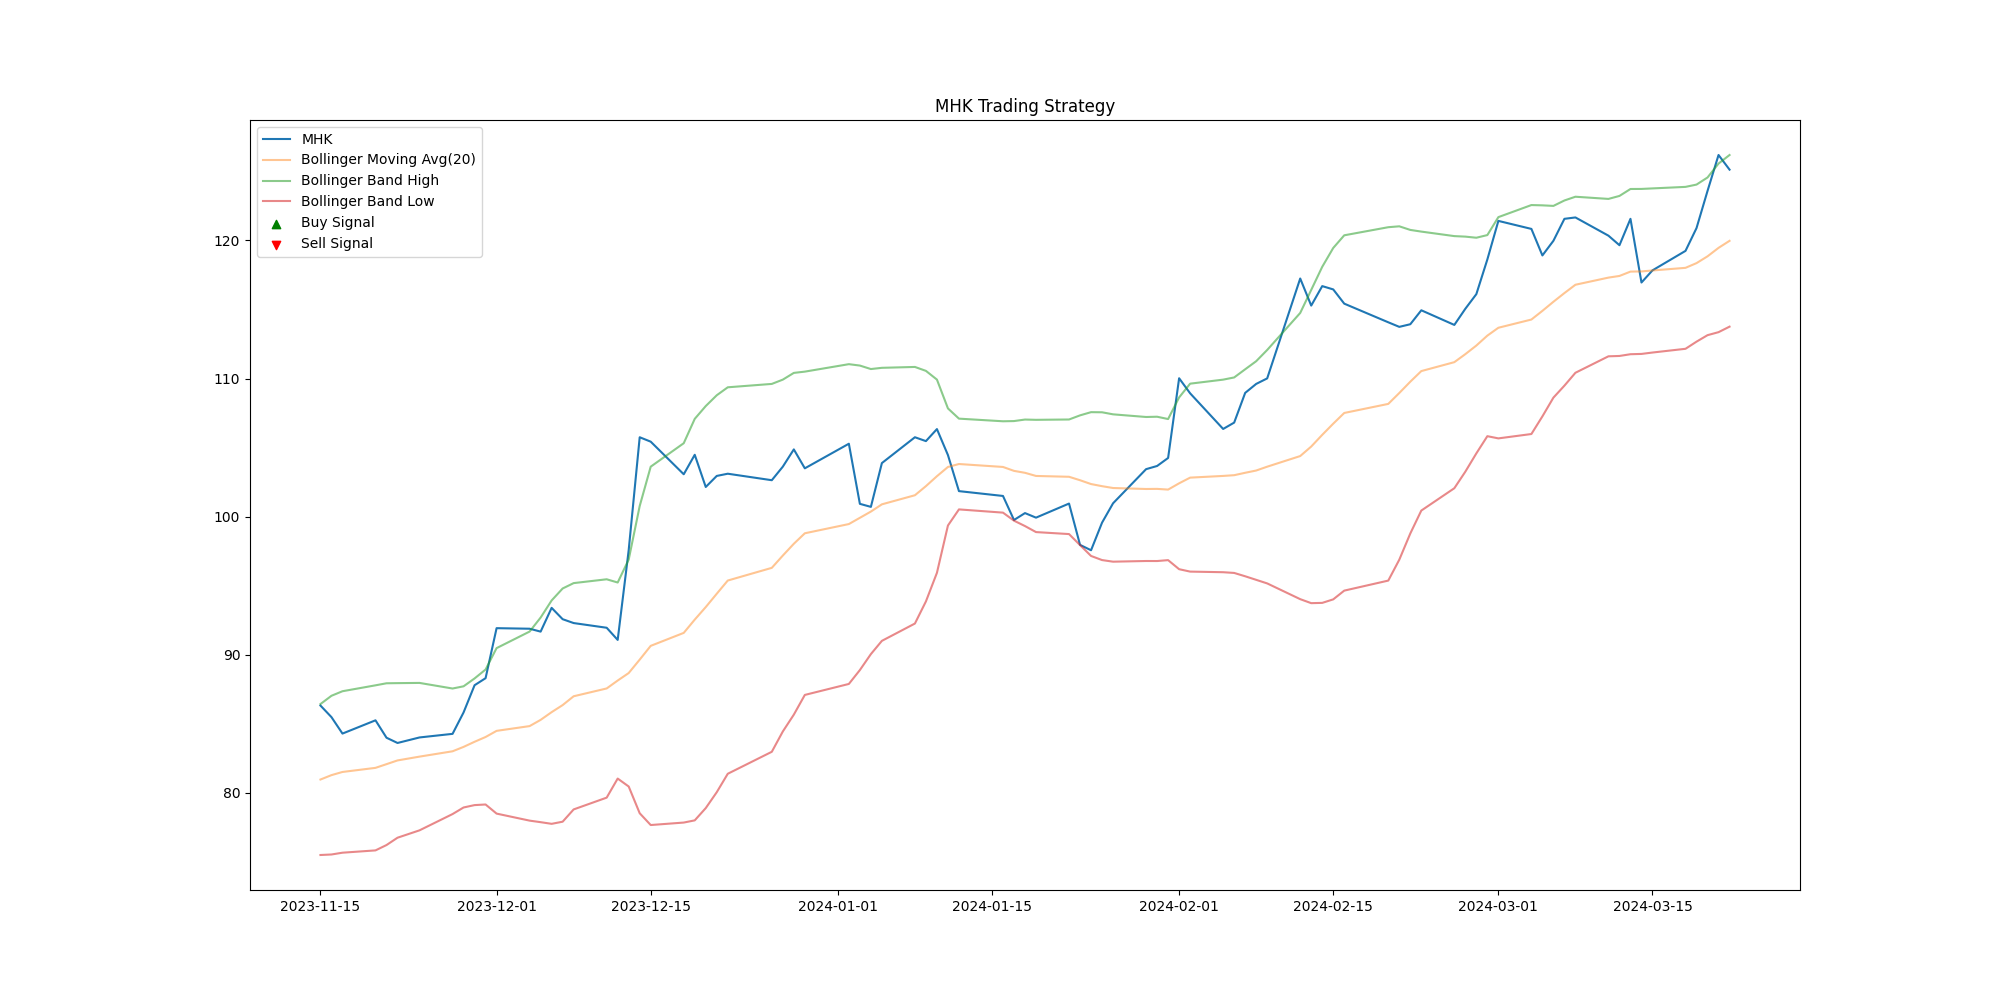 MHK Trading Strategy
MHK
Bollinger Moving Avg(20)
Bollinger Band High
Bollinger Band Low
Buy Signal
Sell Signal
120
110
100
90
80
2023-11-15
2023-12-01
2023-12-15
2024-01-01
2024-01-15
2024-02-01
2024-02-15
2024-03-01
2024-03-15